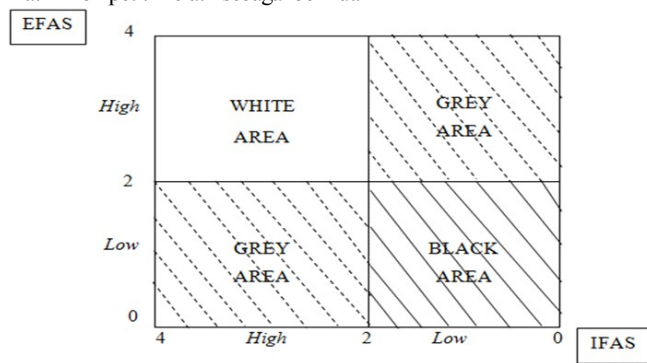 EFAS
4
High
WHITE
AREA
GREY
AREA
2
Low
GREY
AREA
BLACK
AREA
0
4
High
2
Low
0
IFAS